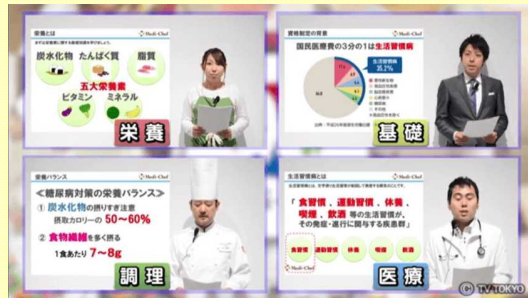 栄養とは
Medi-Chef
炭水化物 たんぱく質 脂質
五大栄養素
ビタミン ミネラル
栄養
資格制定の背景
Medi-Chef
国民医療費の3分の1は生活習慣病
生活習慣病
基礎
栄養バランス
Medi-Chef
≪糖尿病対策の栄養バランス≫
① 炭水化物の摂りすぎ注意
摂取カロリーの 50~60%
② 食物繊維を多く摂る
1食あたり 7~8g
調理
生活習慣病とは
Medi-Chef
「 食習慣 、 運動習慣 、 休養 、
喫煙 、 飲酒 等の生活習慣が、
その発症・進行に関与する疾患群」
食習慣 運動習慣 休養 喫煙 飲酒
Medi-Chef
医療
© TV TOKYO